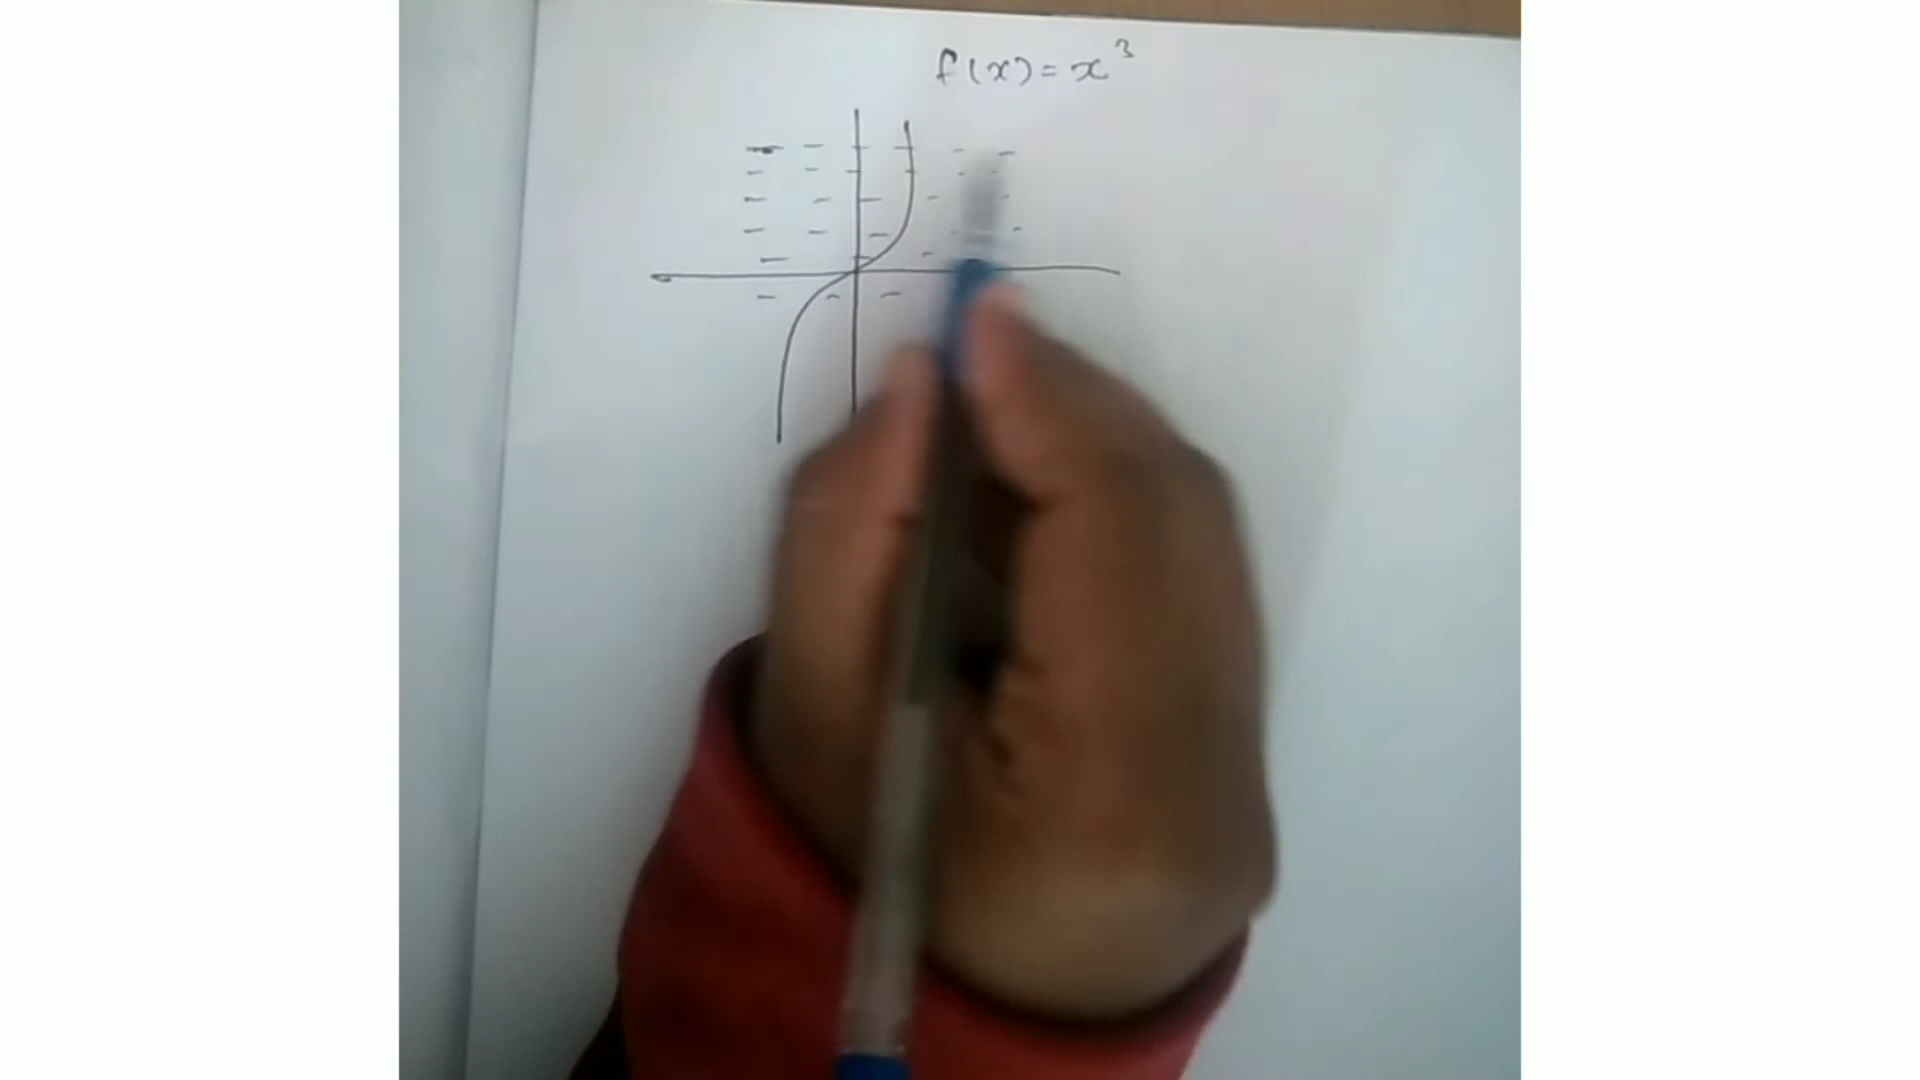 f(x) = x³